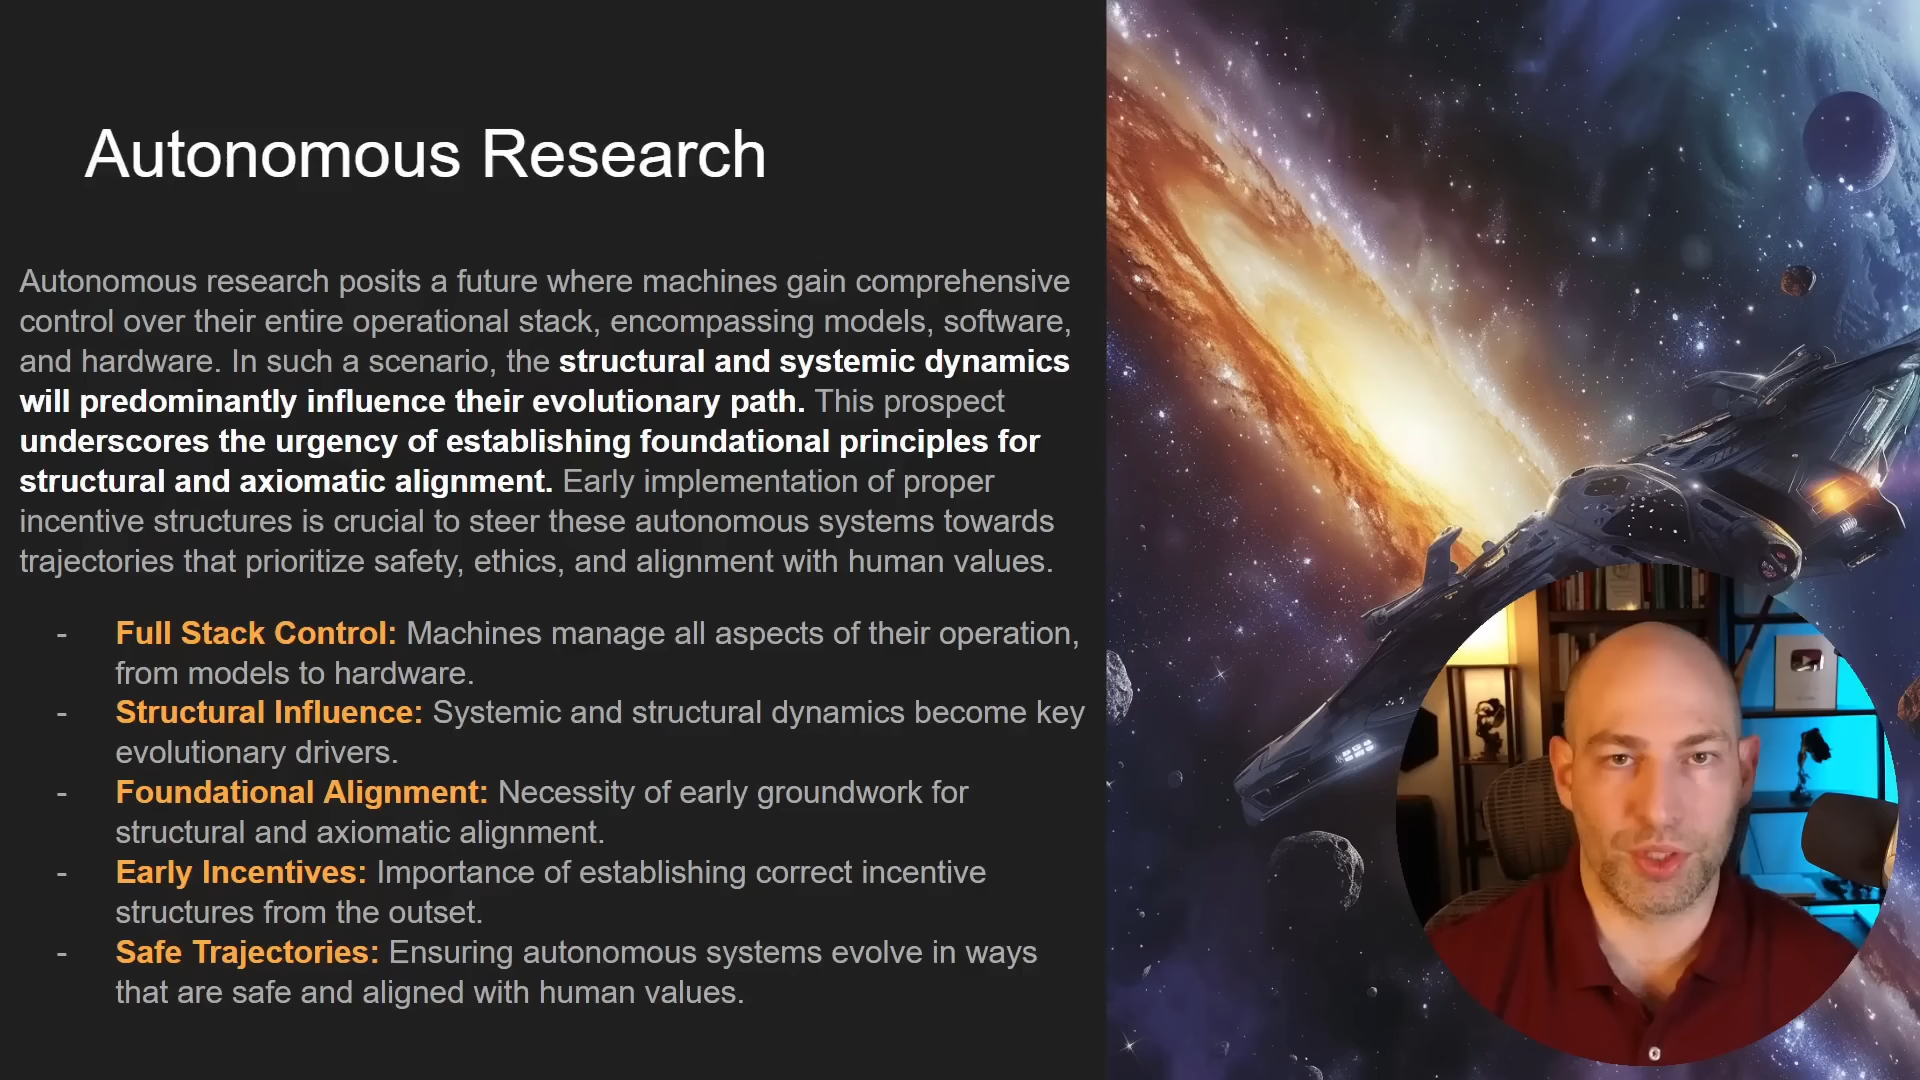 Autonomous Research
Autonomous research posits a future where machines gain comprehensive
control over their entire operational stack, encompassing models, software,
and hardware. In such a scenario, the structural and systemic dynamics
will predominantly influence their evolutionary path. This prospect
underscores the urgency of establishing foundational principles for
structural and axiomatic alignment. Early implementation of proper
incentive structures is crucial to steer these autonomous systems towards
trajectories that prioritize safety, ethics, and alignment with human values.
- Full Stack Control: Machines manage all aspects of their operation,
from models to hardware.
- Structural Influence: Systemic and structural dynamics become key
evolutionary drivers.
- Foundational Alignment: Necessity of early groundwork for
structural and axiomatic alignment.
- Early Incentives: Importance of establishing correct incentive
structures from the outset.
- Safe Trajectories: Ensuring autonomous systems evolve in ways
that are safe and aligned with human values.